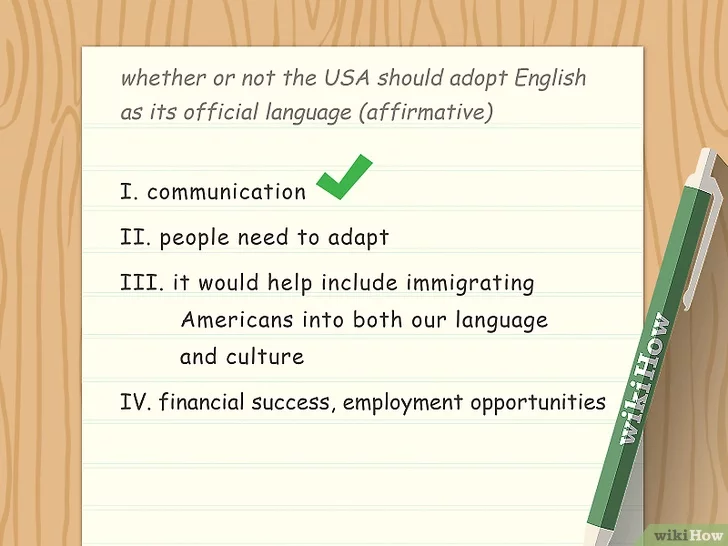 whether or not the USA should adopt English
as its official language (affirmative)
I. communication
II. people need to adapt
III. it would help include immigrating
Americans into both our language
and culture
IV. financial success, employment opportunities
wikiHow
wikiHow